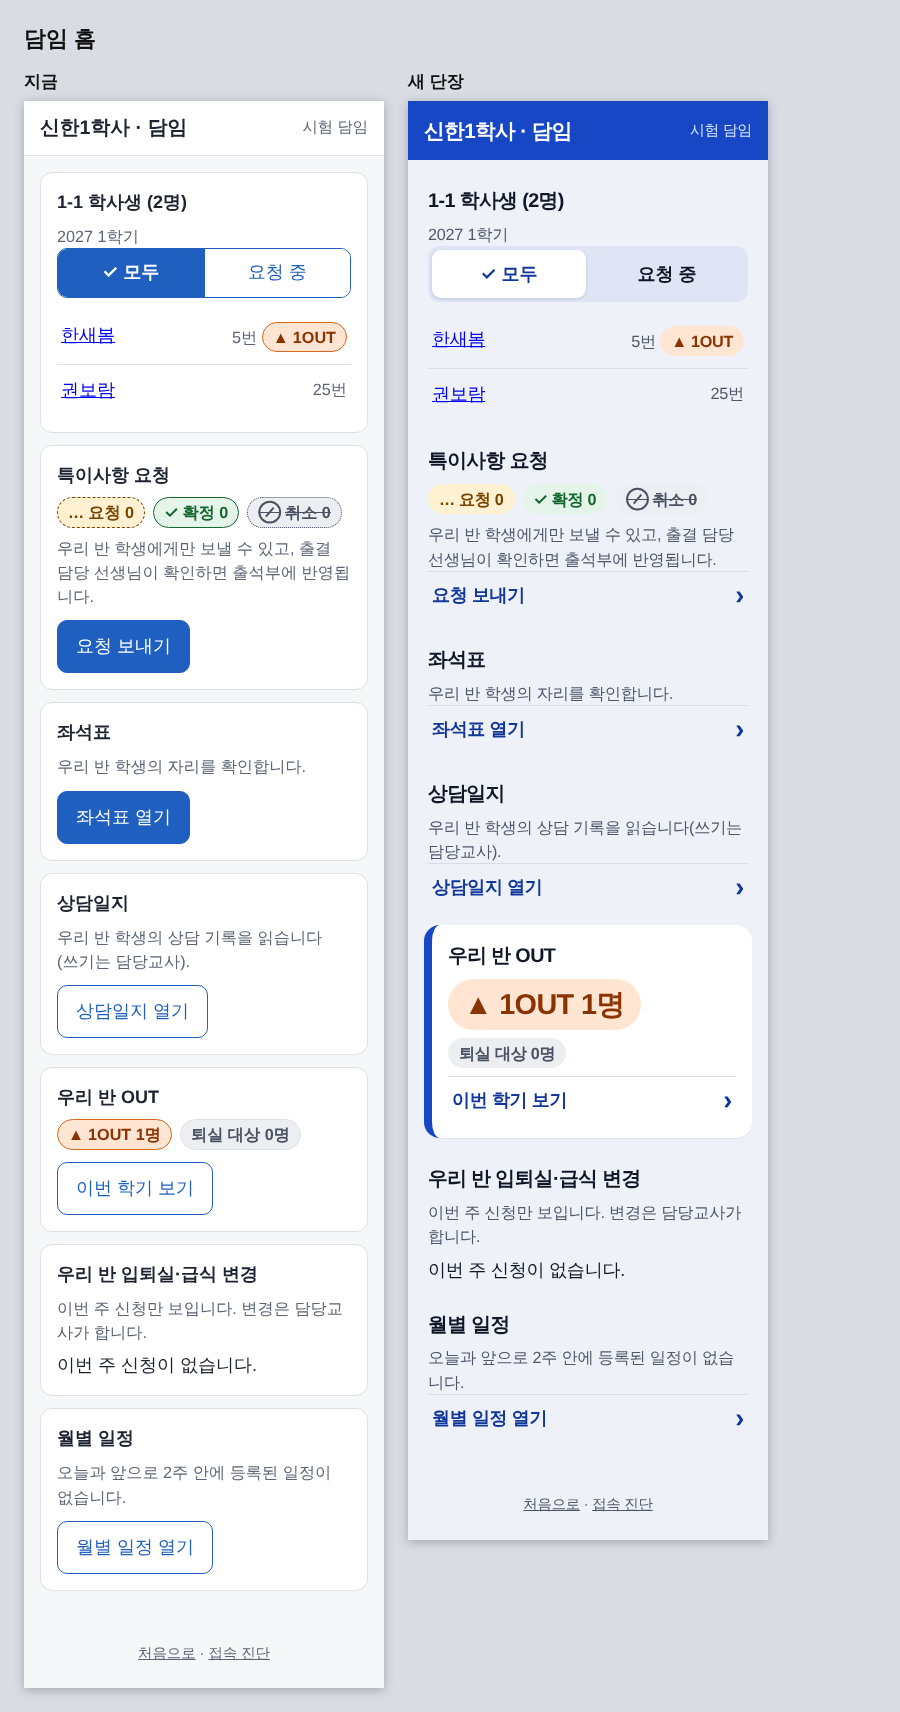 담임 홈
지금
신한1학사 · 담임
시험 담임
1-1 학사생 (2명)
2027 1학기
✓ 모두
요청 중
한새봄
5번 ▲ 1OUT
권보람
25번
특이사항 요청
… 요청 0
✓ 확정 0
취소 0
우리 반 학생에게만 보낼 수 있고, 출결
담당 선생님이 확인하면 출석부에 반영됩
니다.
요청 보내기
좌석표
우리 반 학생의 자리를 확인합니다.
좌석표 열기
상담일지
우리 반 학생의 상담 기록을 읽습니다
(쓰기는 담당교사).
상담일지 열기
우리 반 OUT
▲ 1OUT 1명
퇴실 대상 0명
이번 학기 보기
우리 반 입퇴실·급식 변경
이번 주 신청만 보입니다. 변경은 담당교
사가 합니다.
이번 주 신청이 없습니다.
월별 일정
오늘과 앞으로 2주 안에 등록된 일정이
없습니다.
월별 일정 열기
처음으로 · 접속 진단
새 단장
신한1학사 · 담임
시험 담임
1-1 학사생 (2명)
2027 1학기
✓ 모두
요청 중
한새봄
5번 ▲ 1OUT
권보람
25번
특이사항 요청
… 요청 0
✓ 확정 0
취소 0
우리 반 학생에게만 보낼 수 있고, 출결 담당
선생님이 확인하면 출석부에 반영됩니다.
요청 보내기 ›
좌석표
우리 반 학생의 자리를 확인합니다.
좌석표 열기 ›
상담일지
우리 반 학생의 상담 기록을 읽습니다(쓰기는
담당교사).
상담일지 열기 ›
우리 반 OUT
▲ 1OUT 1명
퇴실 대상 0명
이번 학기 보기 ›
우리 반 입퇴실·급식 변경
이번 주 신청만 보입니다. 변경은 담당교사가
합니다.
이번 주 신청이 없습니다.
월별 일정
오늘과 앞으로 2주 안에 등록된 일정이 없습
니다.
월별 일정 열기 ›
처음으로 · 접속 진단